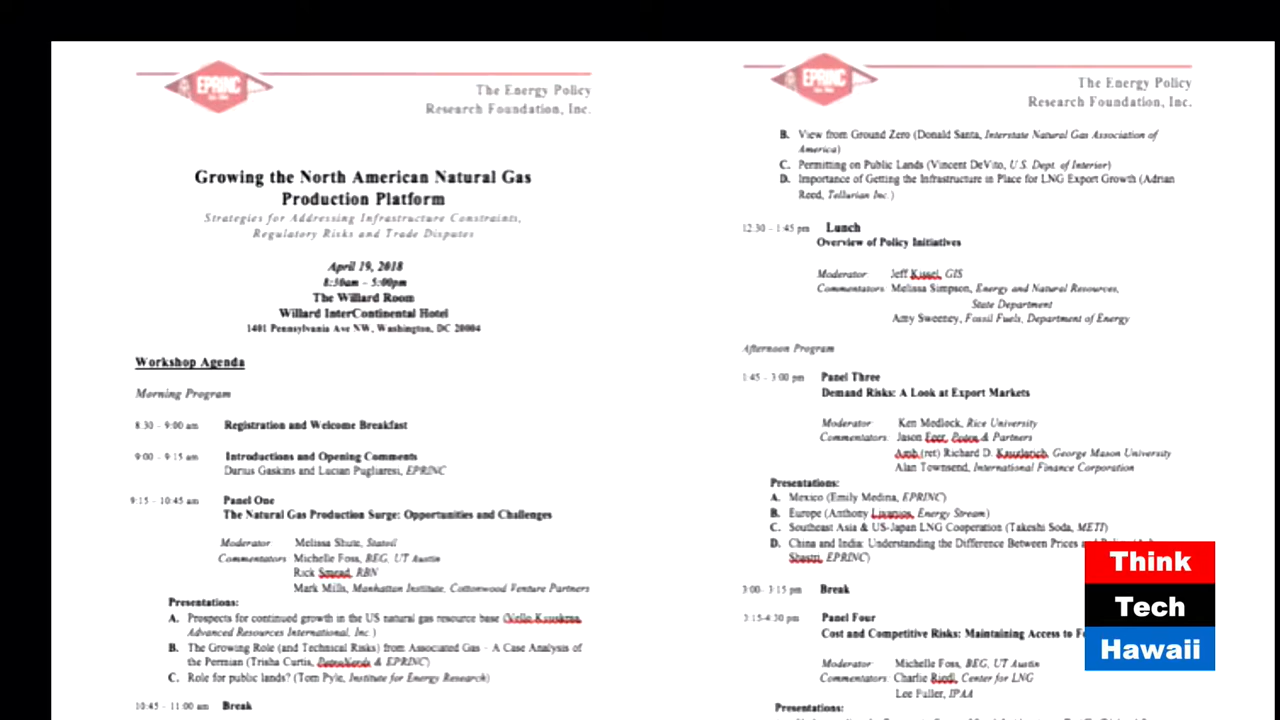 EPRINC
The Energy Policy
Research Foundation, Inc.
Growing the North American Natural Gas
Production Platform
Strategies for Addressing Infrastructure Constraints,
Regulatory Risks and Trade Disputes
April 19, 2018
8:30am – 5:00pm
The Willard Room
Willard InterContinental Hotel
1401 Pennsylvania Ave NW, Washington, DC 20004
Workshop Agenda
Morning Program
8:30 - 9:00 am Registration and Welcome Breakfast
9:00 - 9:15 am Introductions and Opening Comments
Darius Gaskins and Lucian Pugliaresi, EPRINC
9:15 - 10:45 am Panel One
The Natural Gas Production Surge: Opportunities and Challenges
Moderator Melissa Shute, Statoil
Commentators Michelle Foss, BEG, UT Austin
Rick Smead, RBN
Mark Mills, Manhattan Institute, Cottonwood Venture Partners
Presentations:
A. Prospects for continued growth in the US natural gas resource base (Vello Kuuskraa,
Advanced Resources International, Inc.)
B. The Growing Role (and Technical Risks) from Associated Gas - A Case Analysis of
the Permian (Trisha Curtis, PetroNerds & EPRINC)
C. Role for public lands? (Tom Pyle, Institute for Energy Research)
10:45 - 11:00 am Break
EPRINC
The Energy Policy
Research Foundation, Inc.
B. View from Ground Zero (Donald Santa, Interstate Natural Gas Association of
America)
C. Permitting on Public Lands (Vincent DeVito, U.S. Dept. of Interior)
D. Importance of Getting the Infrastructure in Place for LNG Export Growth (Adrian
Reed, Tellurian Inc.)
12:30 - 1:45 pm Lunch
Overview of Policy Initiatives
Moderator Jeff Kissel, GIS
Commentators Melissa Simpson, Energy and Natural Resources,
State Department
Amy Sweeney, Fossil Fuels, Department of Energy
Afternoon Program
1:45 - 3:00 pm Panel Three
Demand Risks: A Look at Export Markets
Moderator Ken Medlock, Rice University
Commentators Jason Feer, Poten & Partners
Amb.(ret) Richard D. Kauzlarich, George Mason University
Alan Townsend, International Finance Corporation
Presentations:
A. Mexico (Emily Medina, EPRINC)
B. Europe (Anthony Energy Stream)
C. Southeast Asia & US-Japan LNG Cooperation (Takeshi Soda, METI)
D. China and India: Understanding the Difference Between Prices
Shastri, EPRINC)
3:00- 3:15 pm Break
3:15-4:30 pm Panel Four
Cost and Competitive Risks: Maintaining Access to
Moderator Michelle Foss, BEG, UT Austin
Commentators Charlie Riedl, Center for LNG
Lee Fuller, IPAA
Presentations:
Think
Tech
Hawaii